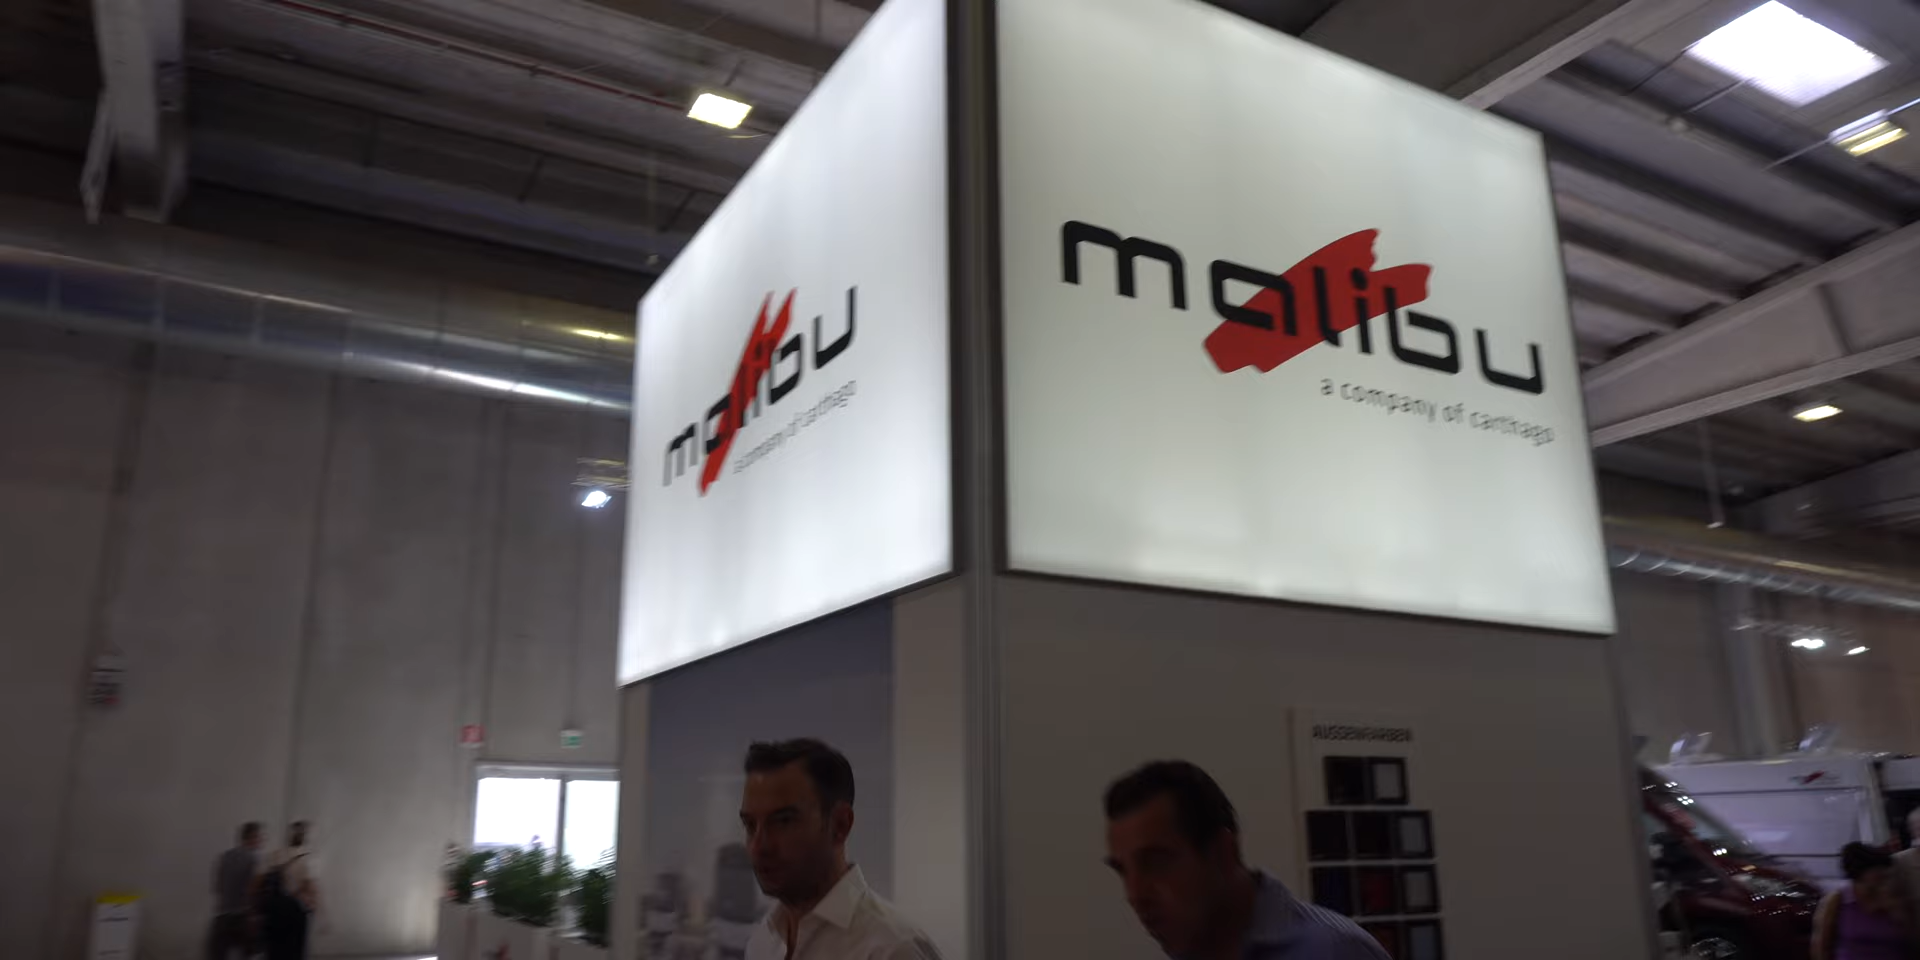 malibu
a company of carthago
malibu
a company of carthago
AUSSENFARBEN